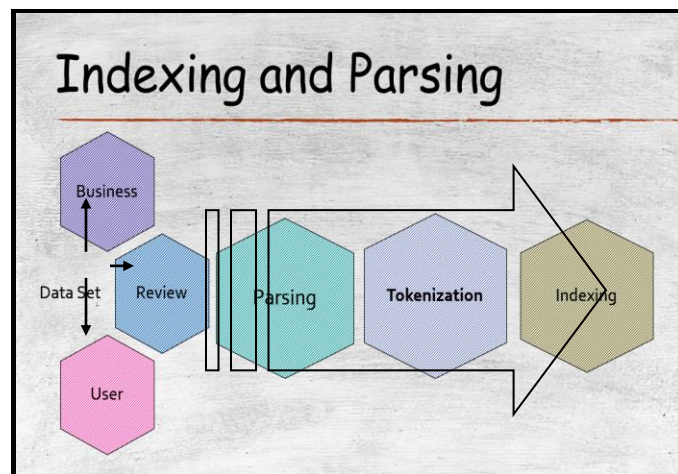 Indexing and Parsing
Business
Data Set
Review
Parsing
Tokenization
Indexing
User